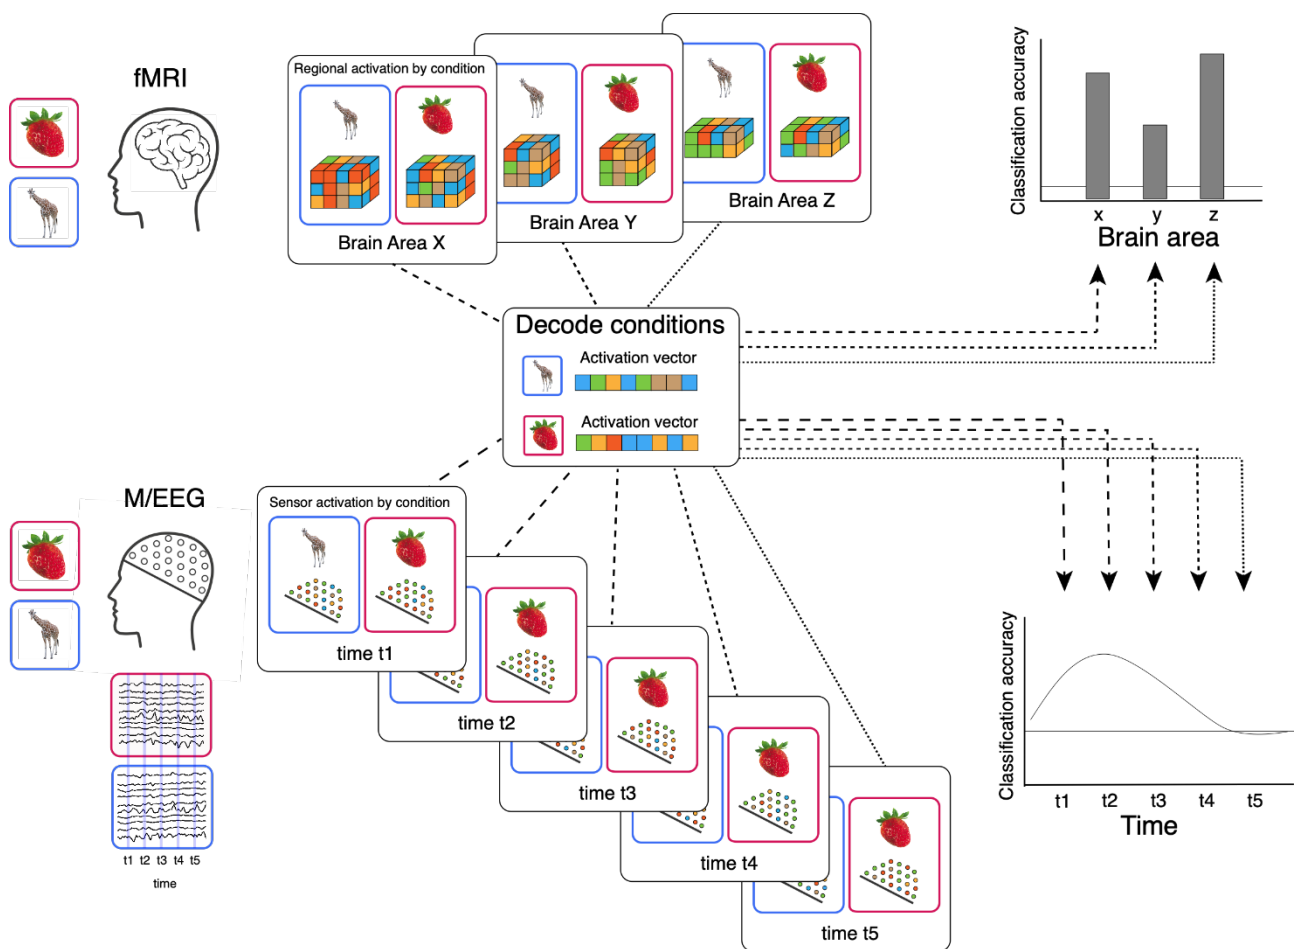 fMRI
Regional activation by condition
Brain Area X
Brain Area Y
Brain Area Z
Classification accuracy
x y z
Brain area
Decode conditions
Activation vector
Activation vector
M/EEG
t1 t2 t3 t4 t5
time
Sensor activation by condition
time t1
time t2
time t3
time t4
time t5
Classification accuracy
t1 t2 t3 t4 t5
Time